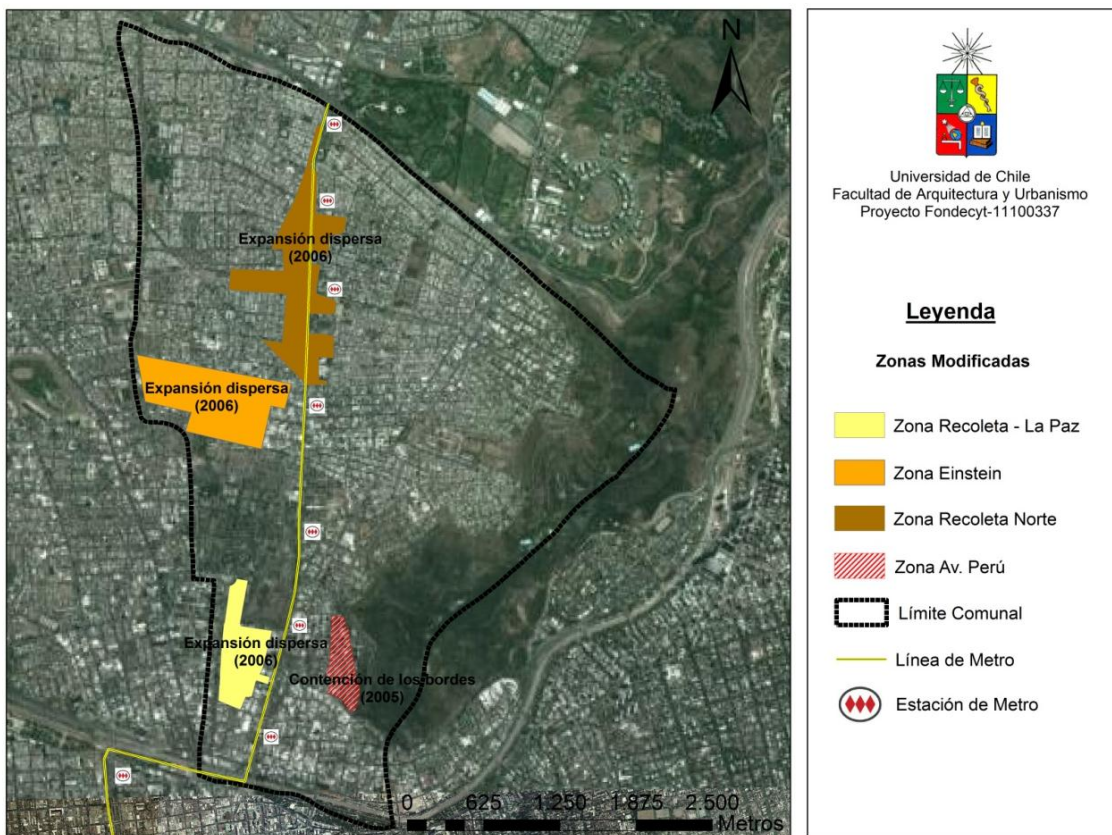 N
Expansión dispersa
(2006)
Expansión dispersa
(2006)
Expansión dispersa
(2006)
Contención de los bordes
(2005)
0 625 1.250 1.875 2.500
Metros
Universidad de Chile
Facultad de Arquitectura y Urbanismo
Proyecto Fondecyt-11100337
Leyenda
Zonas Modificadas
Zona Recoleta - La Paz
Zona Einstein
Zona Recoleta Norte
Zona Av. Perú
Límite Comunal
Línea de Metro
Estación de Metro